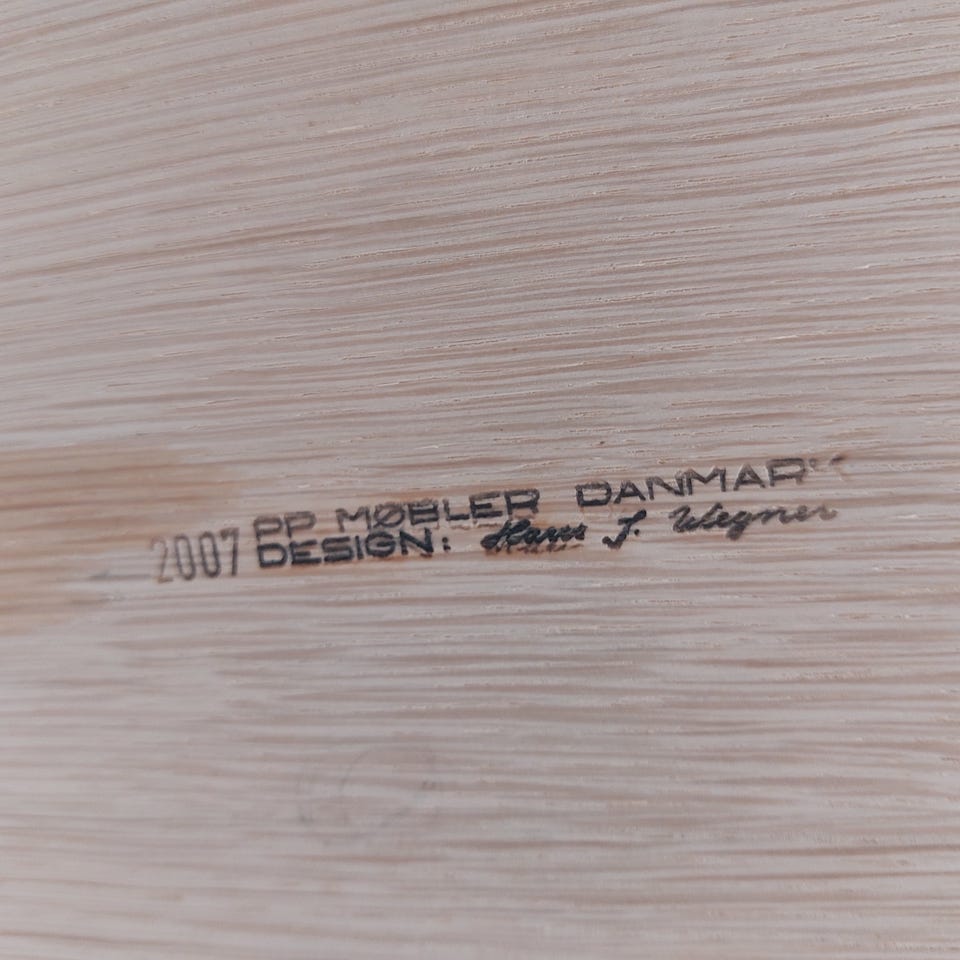 2007 PP MØBLER DANMARK
DESIGN: Hans J. Wegner